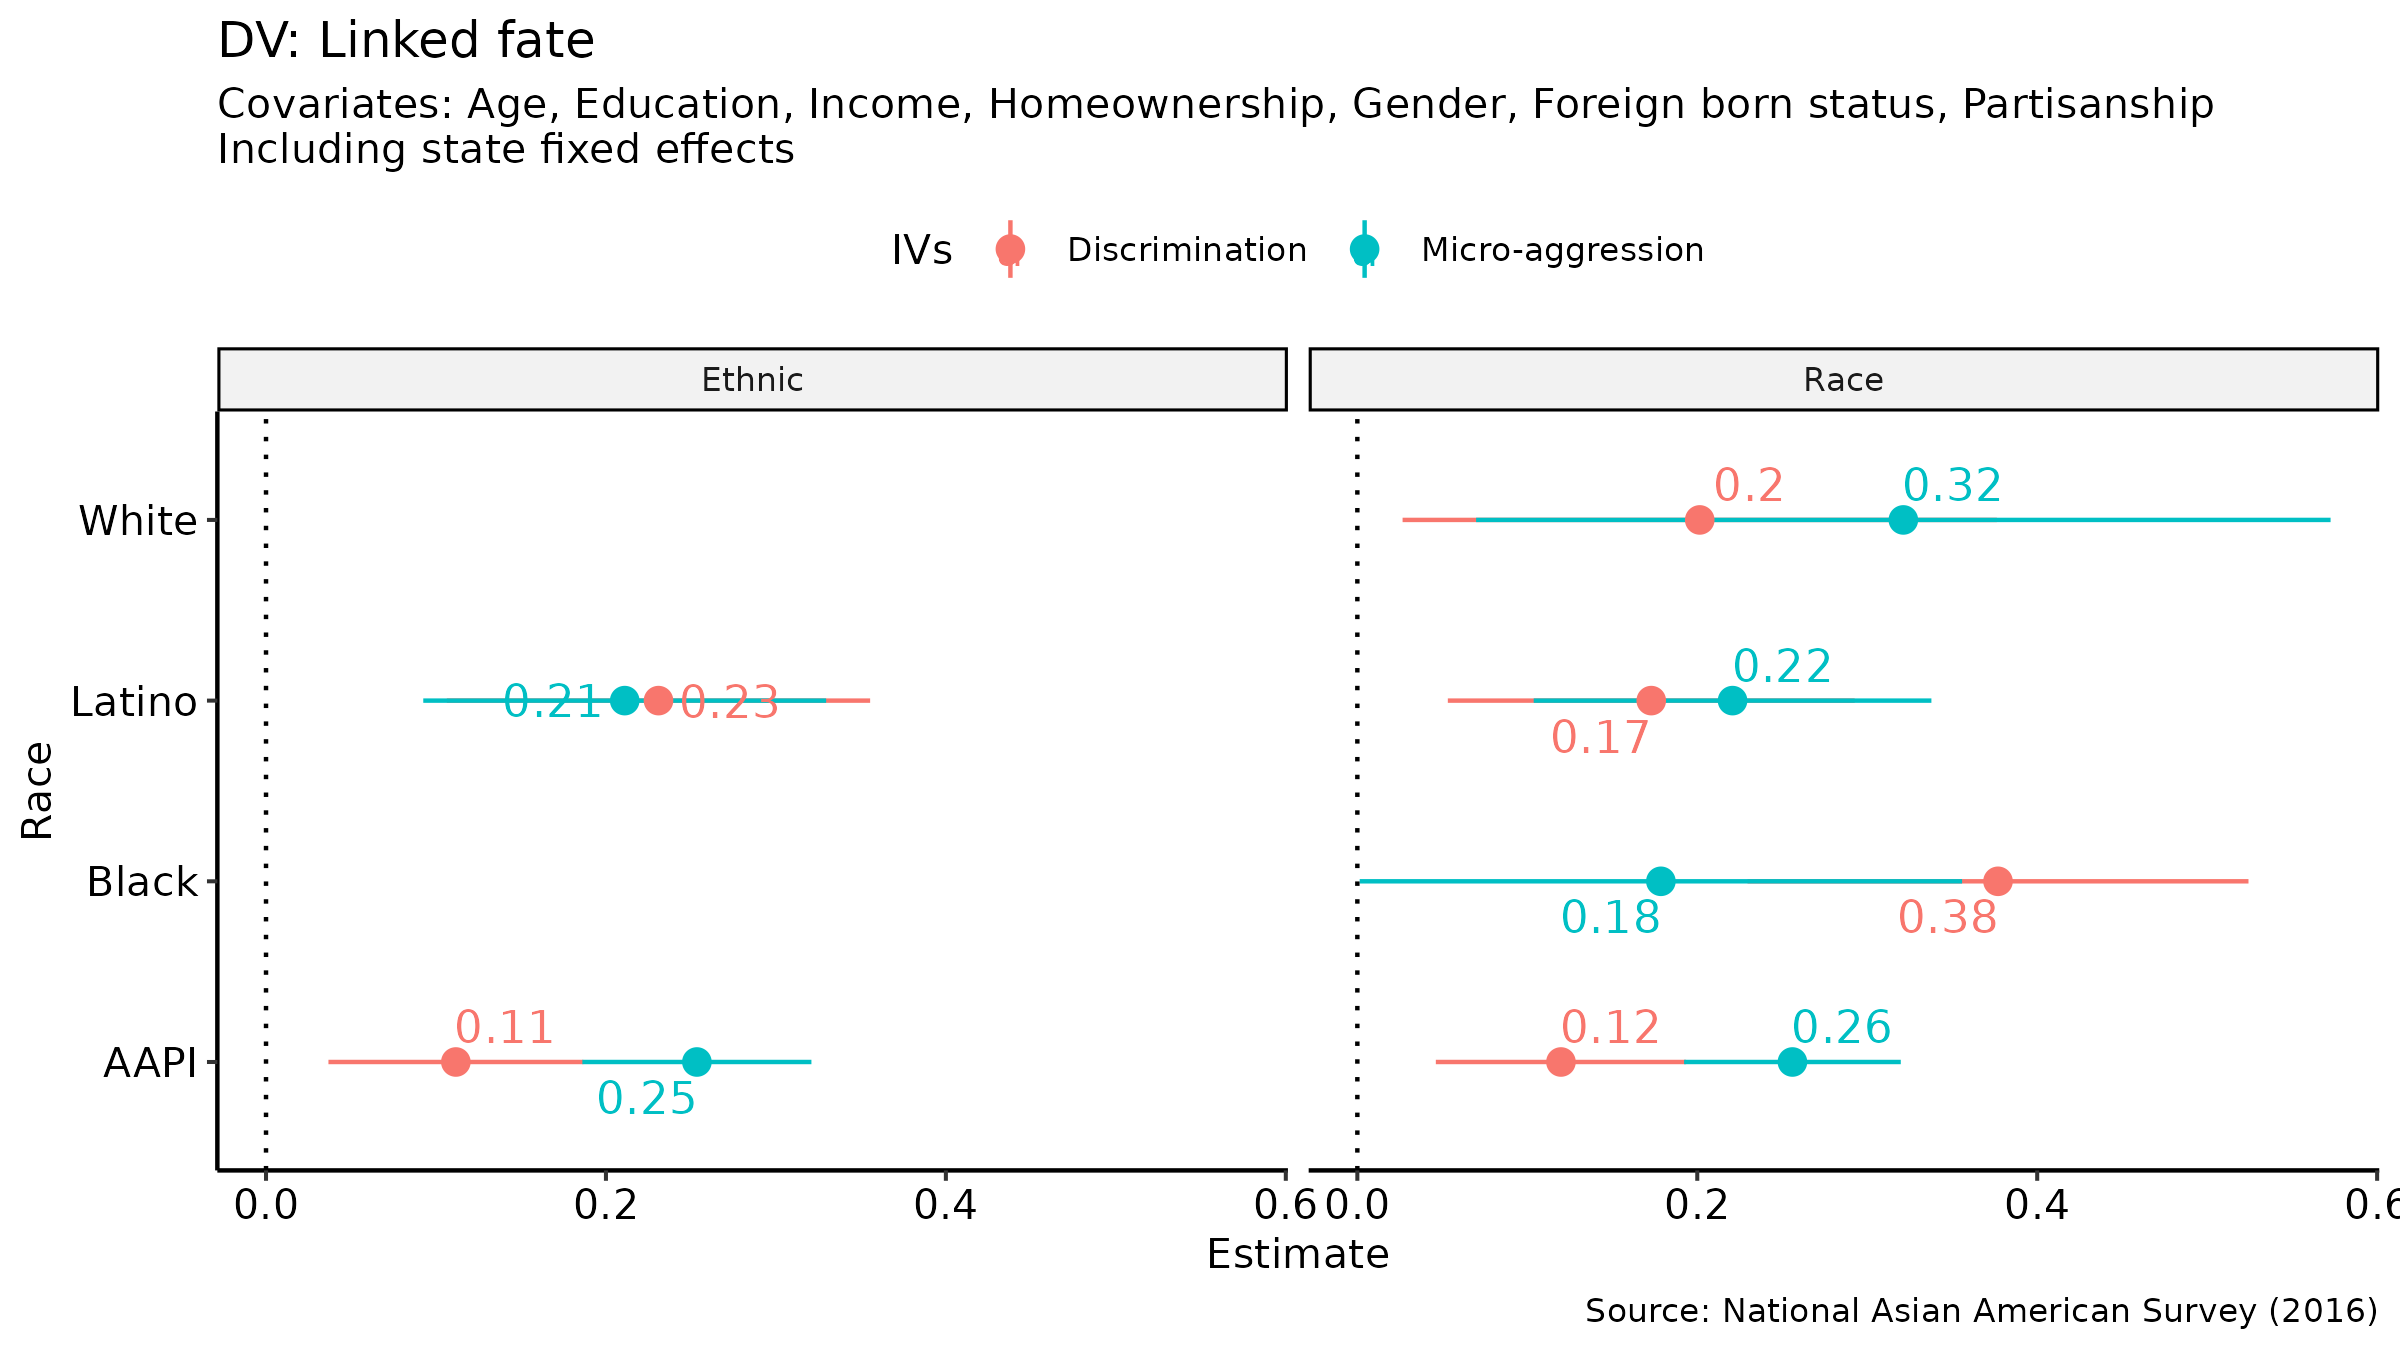 DV: Linked fate
Covariates: Age, Education, Income, Homeownership, Gender, Foreign born status, Partisanship
Including state fixed effects
IVs Discrimination Micro-aggression
Ethnic Race
0.2 0.32
White
0.22
Latino 0.21 0.23
0.17
Race
Black
0.18 0.38
0.11 0.12 0.26
AAPI
0.25
0.0 0.2 0.4 0.6 0.0 0.2 0.4 0.6
Estimate
Source: National Asian American Survey (2016)